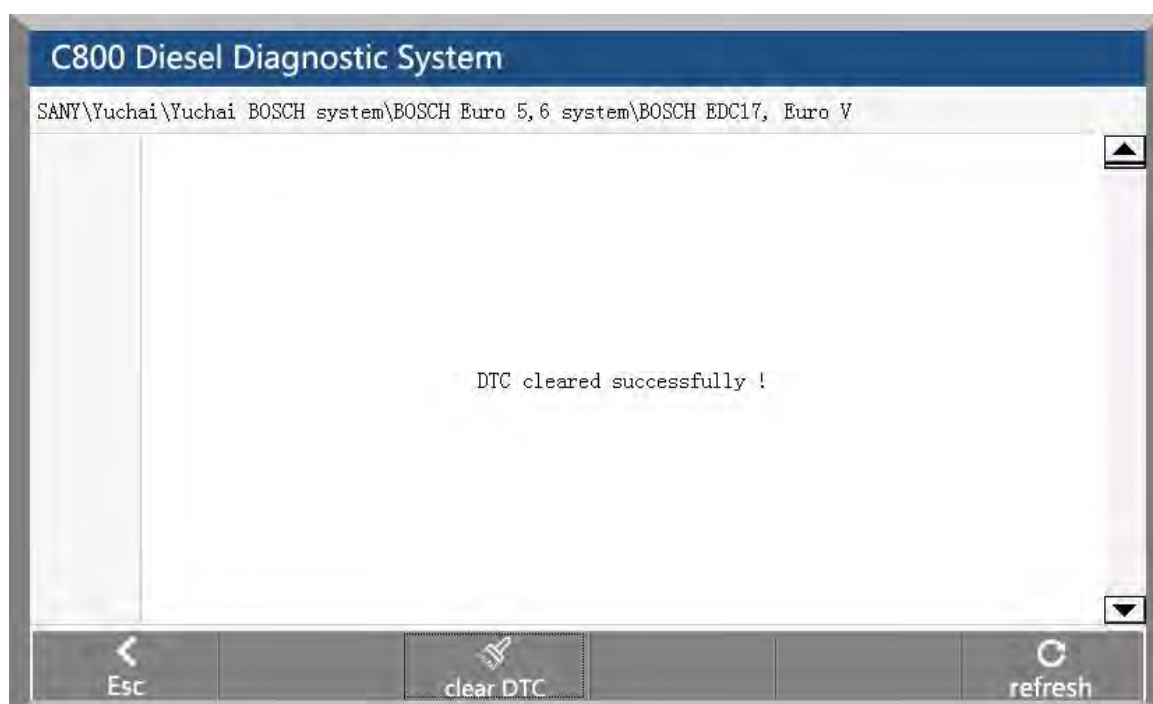 C800 Diesel Diagnostic System
SANY\Yuchai\Yuchai BOSCH system\BOSCH Euro 5,6 system\BOSCH EDC17, Euro V
DTC cleared successfully !
Esc
clear DTC
refresh